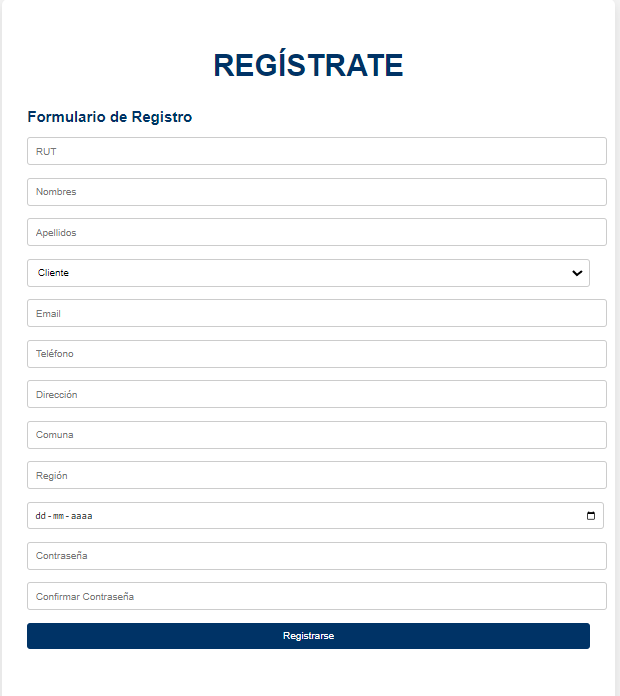 REGÍSTRATE
Formulario de Registro
RUT
Nombres
Apellidos
Cliente
Email
Teléfono
Dirección
Comuna
Región
dd-mm-aaaa
Contraseña
Confirmar Contraseña
Registrarse